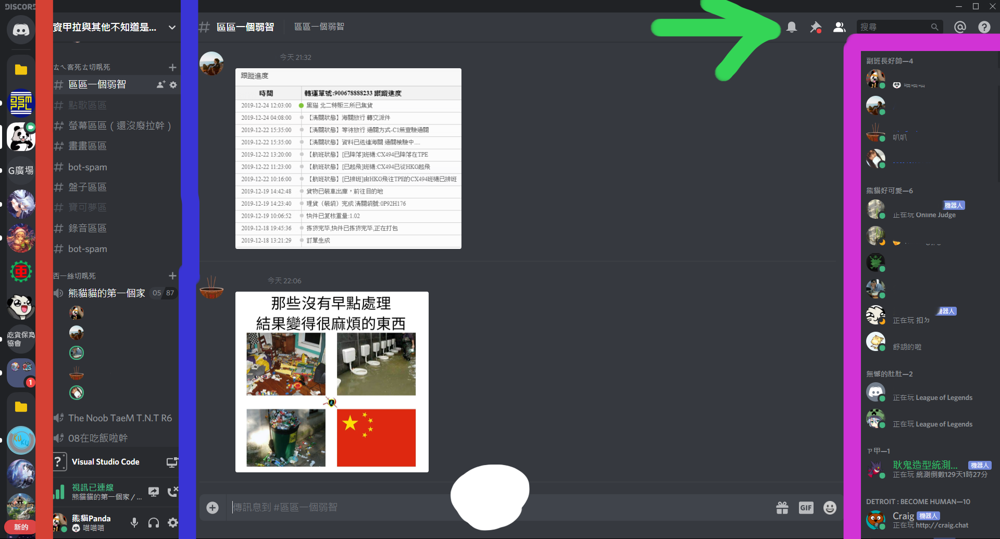 DISCORD
資甲拉與其他不知道是...
區區一個弱智
區區一個弱智
搜尋
ㄊㄟ客死ㄊ切吼死
區區一個弱智
點歌區區
螢幕區區（還沒廢拉幹）
畫畫區區
bot-spam
盤子區區
寶可夢區
錄音區區
bot-spam
否一絲切吼死
熊貓貓的第一個家
05 87
The Noob TaeM T.N.T R6
08在吃飯啦幹
Visual Studio Code
視訊已連線
熊貓貓的第一個家 / ...
熊貓Panda
喵喵喵
G廣場
吃貨保育
協會
1
新的
今天 21:32
跟蹤進度
時間 轉運單號:900678888233 跟蹤進度
2019-12-24 12:03:00 黑貓 北二特販三所已集貨
2019-12-24 04:08:00 【清關狀態】海關放行 轉交派件
2019-12-22 15:35:00 【清關狀態】等待放行 通關方式-C1無查驗通關
2019-12-22 15:35:00 【清關狀態】資料已送達海關 通關檢驗中....
2019-12-22 13:20:00 【航班狀態】[已降落]班機:CX494已降落在TPE
2019-12-22 11:23:00 【航班狀態】[已起飛]班機:CX494已從HKG起飛
2019-12-22 10:16:00 【航班狀態】[已排班]由HKG飛往TPE的CX494班機已排班
2019-12-19 14:42:48 貨物已裝車出庫，前往目的地
2019-12-19 14:23:40 理貨（裝袋）完成 清關袋號:0P92H176
2019-12-19 10:06:52 快件已复核重量:1.02
2019-12-18 19:45:36 拣货完毕,快件已拣货完毕,正在打包
2019-12-18 13:21:29 訂單生成
今天 22:06
那些沒有早點處理
結果變得很麻煩的東西
傳訊息到 #區區一個弱智
GIF
副班長好帥—4
叭叭
熊貓好可愛—6
機器人
正在玩 Online Judge
機器人
正在玩 扣ㄉ
舒胡的啦
無憾的肚肚—2
正在玩 League of Legends
正在玩 League of Legends
ㄗ甲—1
耿鬼造型統測... 機器人
正在玩 統測倒數129天1時27分
DETROIT : BECOME HUMAN—10
Craig 機器人
正在玩 http://craig.chat